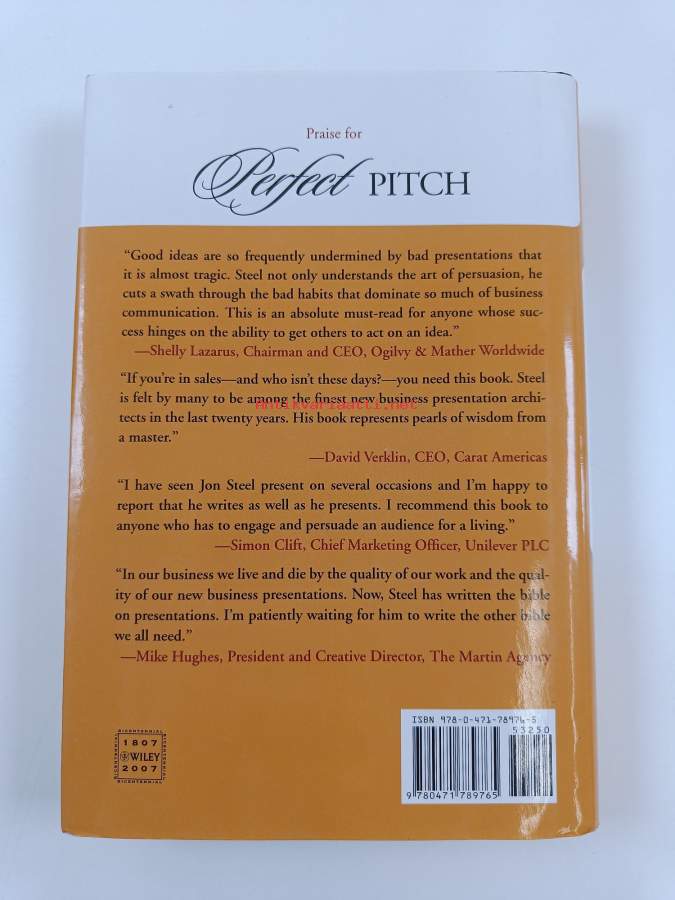 Praise for
Perfect PITCH
“Good ideas are so frequently undermined by bad presentations that
it is almost tragic. Steel not only understands the art of persuasion, he
cuts a swath through the bad habits that dominate so much of business
communication. This is an absolute must-read for anyone whose suc-
cess hinges on the ability to get others to act on an idea.”
—Shelly Lazarus, Chairman and CEO, Ogilvy & Mather Worldwide
“If you’re in sales—and who isn’t these days?—you need this book. Steel
is felt by many to be among the finest new business presentation archi-
Antikvariaatti.net
tects in the last twenty years. His book represents pearls of wisdom from
a master.”
—David Verklin, CEO, Carat Americas
“I have seen Jon Steel present on several occasions and I’m happy to
report that he writes as well as he presents. I recommend this book to
anyone who has to engage and persuade an audience for a living.”
—Simon Clift, Chief Marketing Officer, Unilever PLC
“In our business we live and die by the quality of our work and the qual-
ity of our new business presentations. Now, Steel has written the bible
on presentations. I’m patiently waiting for him to write the other bible
we all need.”
—Mike Hughes, President and Creative Director, The Martin Agency
BICENTENNIAL
1807
WILEY
2007
BICENTENNIAL
BICENTENNIAL
BICENTENNIAL
ISBN 978-0-471-78976-5
53250
9 780471 789765